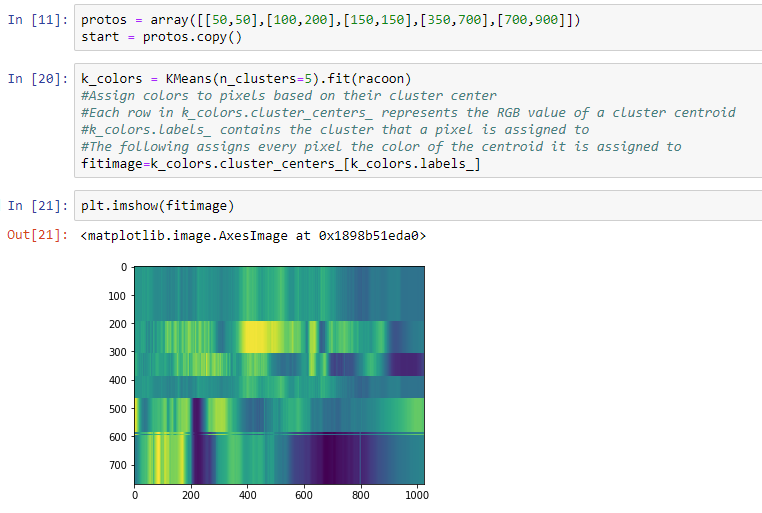 In [11]: protos = array([[50,50],[100,200],[150,150],[350,700],[700,900]])
start = protos.copy()
In [20]: k_colors = KMeans(n_clusters=5).fit(racoon)
#Assign colors to pixels based on their cluster center
#Each row in k_colors.cluster_centers_ represents the RGB value of a cluster centroid
#k_colors.labels_ contains the cluster that a pixel is assigned to
#The following assigns every pixel the color of the centroid it is assigned to
fitimage=k_colors.cluster_centers_[k_colors.labels_]
In [21]: plt.imshow(fitimage)
Out[21]: <matplotlib.image.AxesImage at 0x1898b51eda0>
0
100
200
300
400
500
600
700
0 200 400 600 800 1000